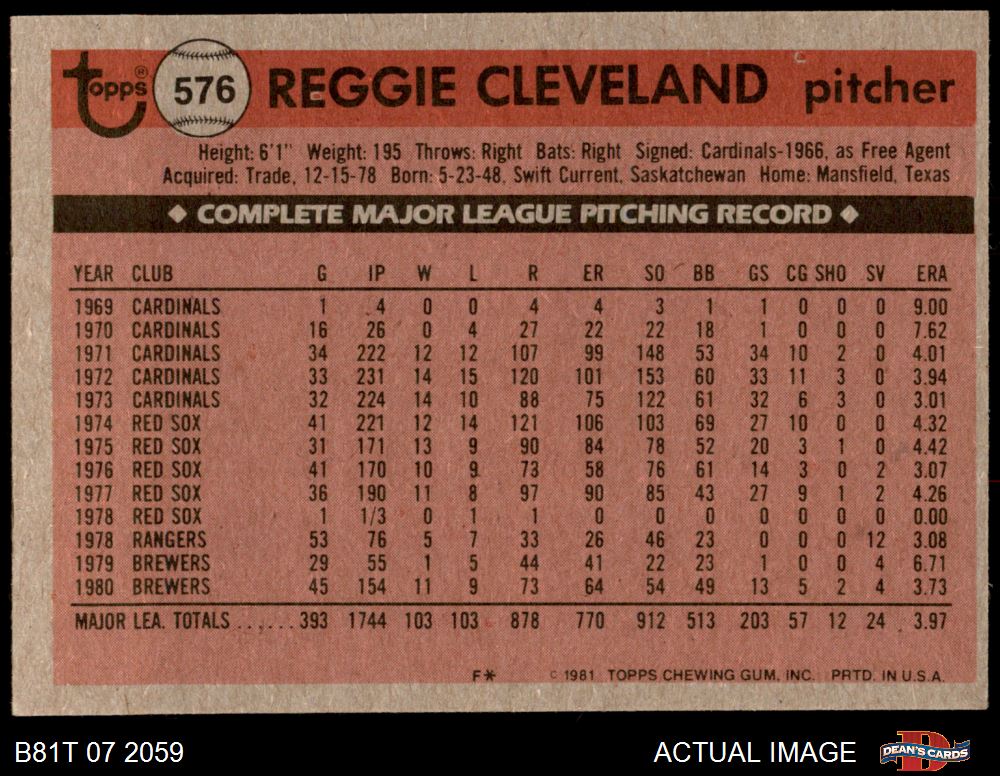 Topps® 576 REGGIE CLEVELAND pitcher
Height: 6'1" Weight: 195 Throws: Right Bats: Right Signed: Cardinals-1966, as Free Agent
Acquired: Trade, 12-15-78 Born: 5-23-48, Swift Current, Saskatchewan Home: Mansfield, Texas
◆ COMPLETE MAJOR LEAGUE PITCHING RECORD ◆
YEAR CLUB G IP W L R ER SO BB GS CG SHO SV ERA
1969 CARDINALS 1 4 0 0 4 4 3 1 1 0 0 0 9.00
1970 CARDINALS 16 26 0 4 27 22 22 18 1 0 0 0 7.62
1971 CARDINALS 34 222 12 12 107 99 148 53 34 10 2 0 4.01
1972 CARDINALS 33 231 14 15 120 101 153 60 33 11 3 0 3.94
1973 CARDINALS 32 224 14 10 88 75 122 61 32 6 3 0 3.01
1974 RED SOX 41 221 12 14 121 106 103 69 27 10 0 0 4.32
1975 RED SOX 31 171 13 9 90 84 78 52 20 3 1 0 4.42
1976 RED SOX 41 170 10 9 73 58 76 61 14 3 0 2 3.07
1977 RED SOX 36 190 11 8 97 90 85 43 27 9 1 2 4.26
1978 RED SOX 1 1/3 0 1 1 0 0 0 0 0 0 0 0.00
1978 RANGERS 53 76 5 7 33 26 46 23 0 0 0 12 3.08
1979 BREWERS 29 55 1 5 44 41 22 23 1 0 0 4 6.71
1980 BREWERS 45 154 11 9 73 64 54 49 13 5 2 4 3.73
MAJOR LEA. TOTALS ...... 393 1744 103 103 878 770 912 513 203 57 12 24 3.97
F* © 1981 TOPPS CHEWING GUM, INC. PRTD. IN U.S.A.
B81T 07 2059 ACTUAL IMAGE DEAN'S CARDS